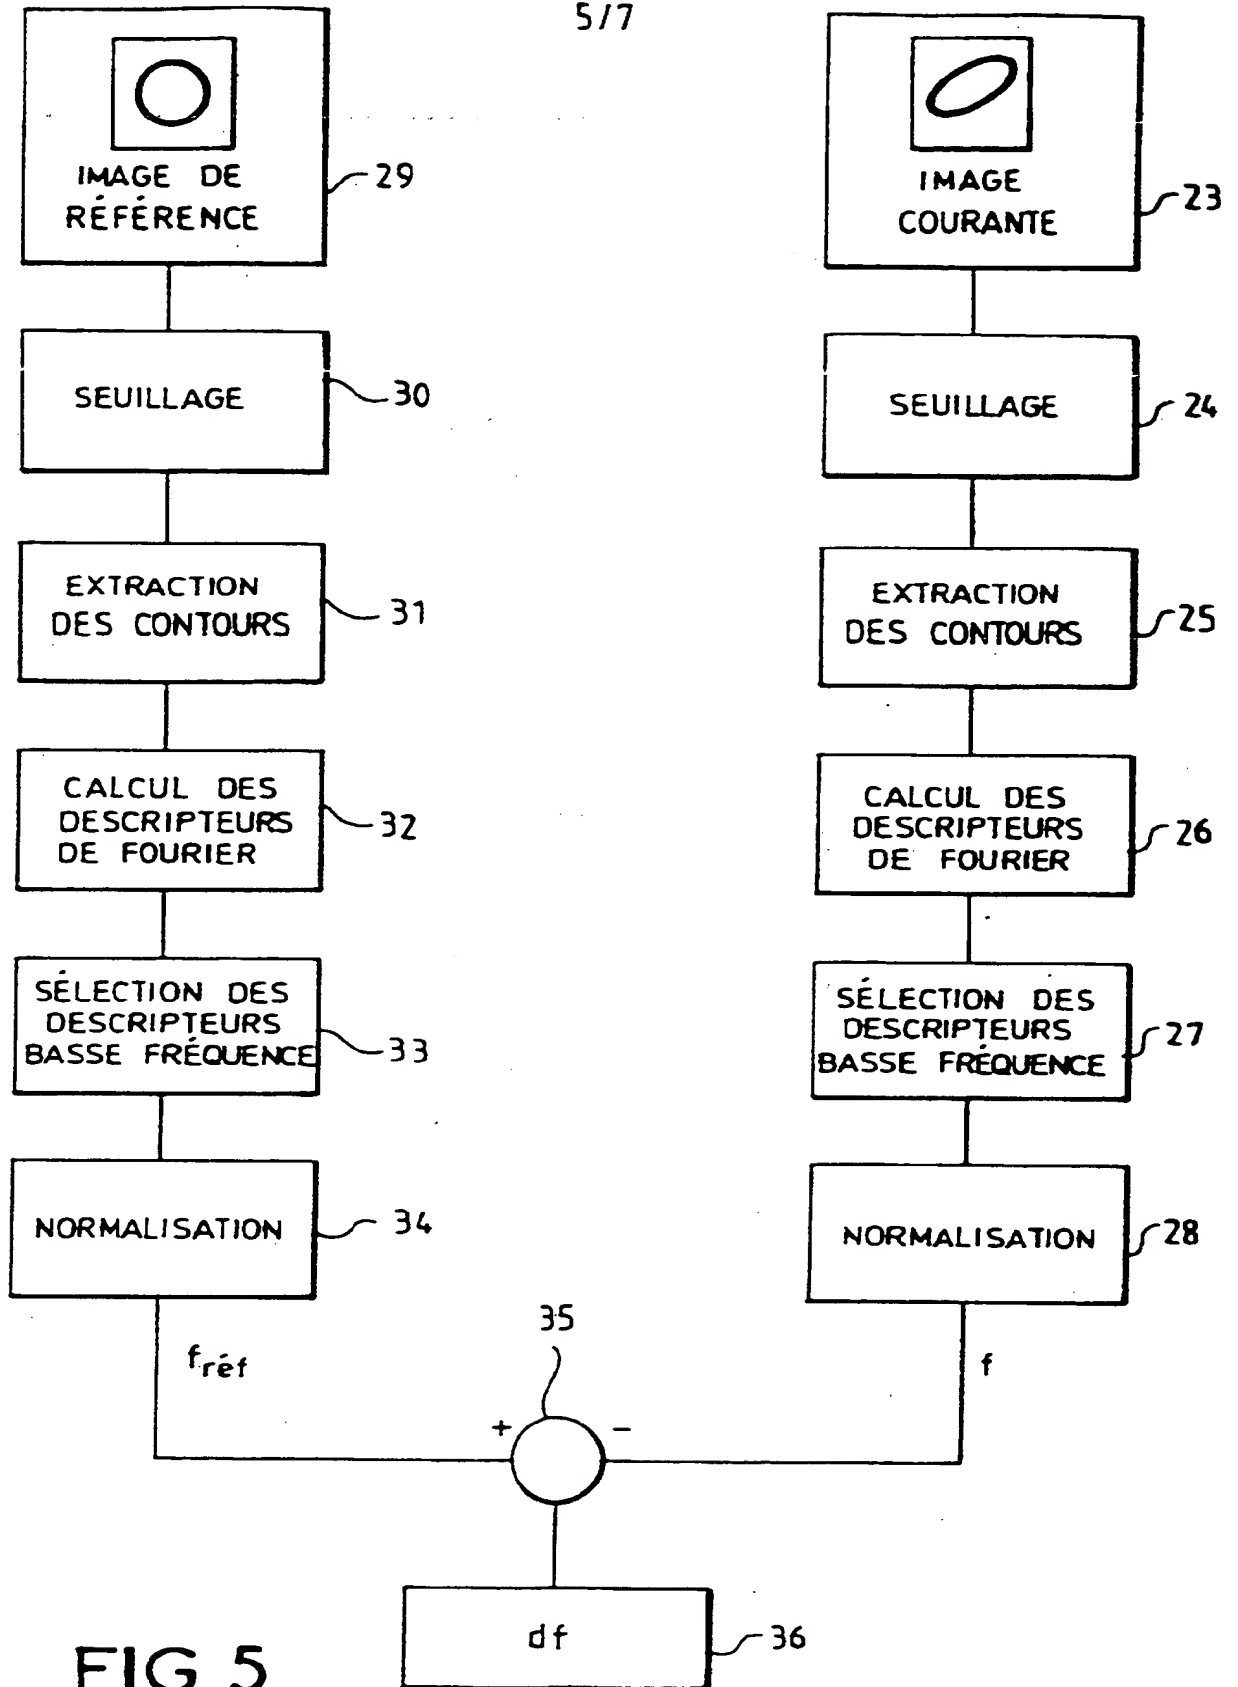 5/7
IMAGE DE
RÉFÉRENCE
29
SEUILLAGE
30
EXTRACTION
DES CONTOURS
31
CALCUL DES
DESCRIPTEURS
DE FOURIER
32
SÉLECTION DES
DESCRIPTEURS
BASSE FRÉQUENCE
33
NORMALISATION
34
fréf
IMAGE
COURANTE
23
SEUILLAGE
24
EXTRACTION
DES CONTOURS
25
CALCUL DES
DESCRIPTEURS
DE FOURIER
26
SÉLECTION DES
DESCRIPTEURS
BASSE FRÉQUENCE
27
NORMALISATION
28
f
35
+ −
df
36
FIG 5